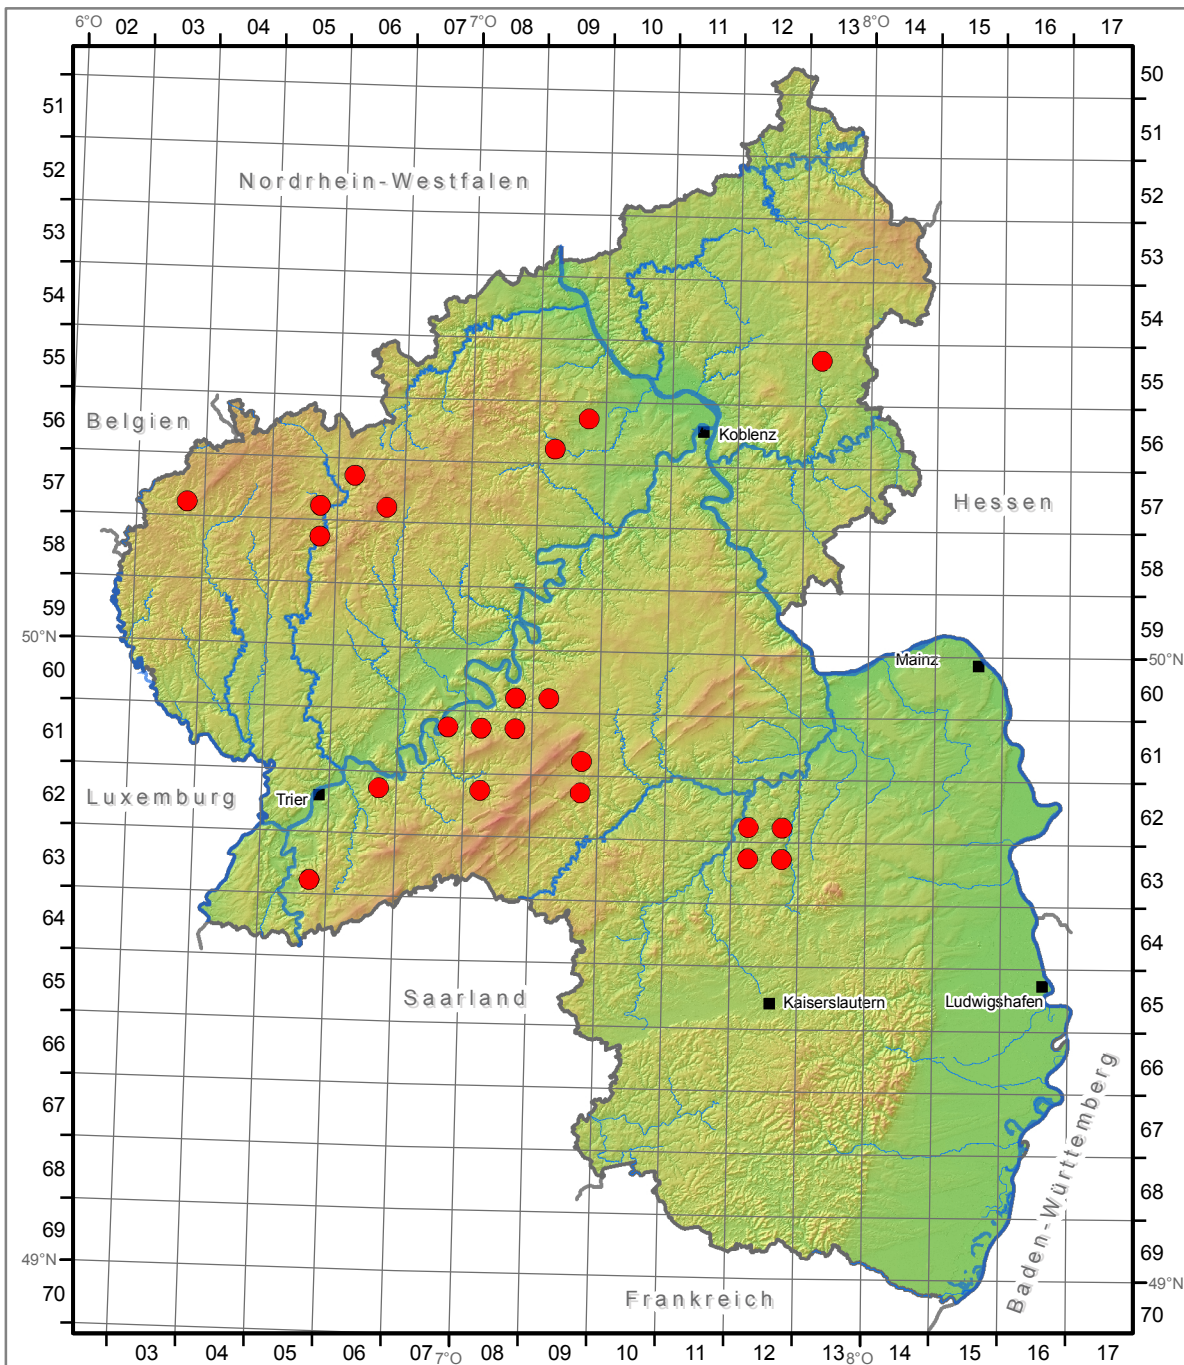 6°O 02 03 04 05 06 07 7°O 08 09 10 11 12 13 8°O 14 15 16 17
50
51
51
52
Nordrhein-Westfalen
52
53
53
54
54
55
55
56
Belgien
Koblenz
56
57
Hessen
57
58
58
59
59
50°N
Mainz
50°N
60
60
61
61
Luxemburg
Trier
62
62
63
63
64
64
65
Saarland
Kaiserslautern
Ludwigshafen
65
66
66
67
67
68
68
Baden-Württemberg
69
69
49°N
49°N
70
Frankreich
70
03 04 05 06 07 7°O 08 09 10 11 12 13 8°O 14 15 16 17